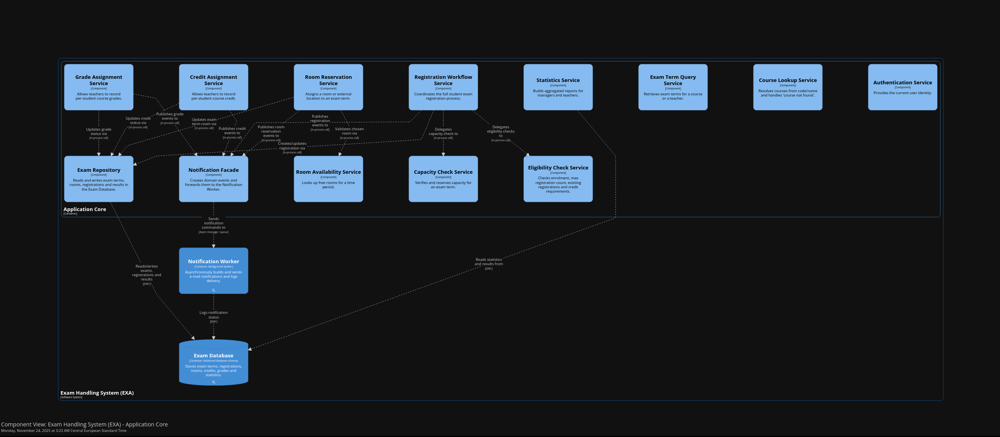 Grade Assignment
Service
[Component]
Allows teachers to record
per-student course grades.
Credit Assignment
Service
[Component]
Allows teachers to record
per-student course credit.
Room Reservation
Service
[Component]
Assigns a room or external
location to an exam term.
Registration Workflow
Service
[Component]
Coordinates the full student exam
registration process.
Statistics Service
[Component]
Builds aggregated reports for
managers and teachers.
Exam Term Query
Service
[Component]
Retrieves exam terms for a course
or a teacher.
Course Lookup Service
[Component]
Resolves courses from code/name
and handles 'course not found'.
Authentication Service
[Component]
Provides the current user identity.
Updates grade
status via
[In-process call]
Updates credit
status via
[In-process call]
Publishes grade
events to
[In-process call]
Updates exam
term room via
[In-process call]
Publishes credit
events to
[In-process call]
Publishes room
reservation
events to
[In-process call]
Creates/updates
registration via
[In-process call]
Publishes
registration
events to
[In-process call]
Validates chosen
room via
[In-process call]
Delegates
capacity check to
[In-process call]
Delegates
eligibility checks
to
[In-process call]
Exam Repository
[Component]
Reads and writes exam terms,
rooms, registrations and results in
the Exam Database.
Notification Facade
[Component]
Creates domain events and
forwards them to the Notification
Worker.
Room Availability Service
[Component]
Looks up free rooms for a time
period.
Capacity Check Service
[Component]
Verifies and reserves capacity for
an exam term.
Eligibility Check Service
[Component]
Checks enrolment, max
registration count, existing
registrations and credit
requirements.
Application Core
[Container]
Sends
notification
commands to
[Async message / queue]
Notification Worker
[Container: Background worker]
Asynchronously builds and sends
e-mail notifications and logs
delivery.
Reads/writes
exams,
registrations and
results
[JDBC]
Reads statistics
and results from
[JDBC]
Logs notification
status
[JDBC]
Exam Database
[Container: Relational database schema]
Stores exam terms, registrations,
rooms, credits, grades and
statistics.
Exam Handling System (EXA)
[Software System]
Component View: Exam Handling System (EXA) - Application Core
Monday, November 24, 2025 at 3:23 AM Central European Standard Time